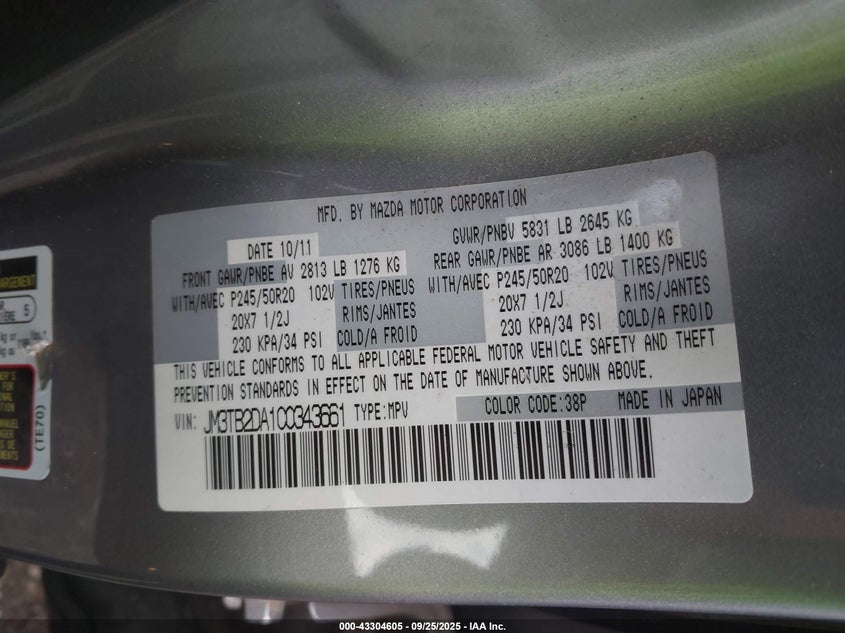 MFD. BY MAZDA MOTOR CORPORATION
DATE 10/11
GVWR/PNBV 5831 LB 2645 KG
FRONT GAWR/PNBE AV 2813 LB 1276 KG
REAR GAWR/PNBE AR 3086 LB 1400 KG
WITH/AVEC P245/50R20 102V TIRES/PNEUS
WITH/AVEC P245/50R20 102V TIRES/PNEUS
20X7 1/2J RIMS/JANTES
20X7 1/2J RIMS/JANTES
230 KPA/34 PSI COLD/A FROID
230 KPA/34 PSI COLD/A FROID
THIS VEHICLE CONFORMS TO ALL APPLICABLE FEDERAL MOTOR VEHICLE SAFETY AND THEFT
PREVENTION STANDARDS IN EFFECT ON THE DATE OF MANUFACTURE SHOWN ABOVE.
VIN: JM3TB2DA1C0343661 TYPE:MPV
COLOR CODE:38P MADE IN JAPAN
5
kg or
kg au
(TE70)
000-43304605 - 09/25/2025 - IAA Inc.